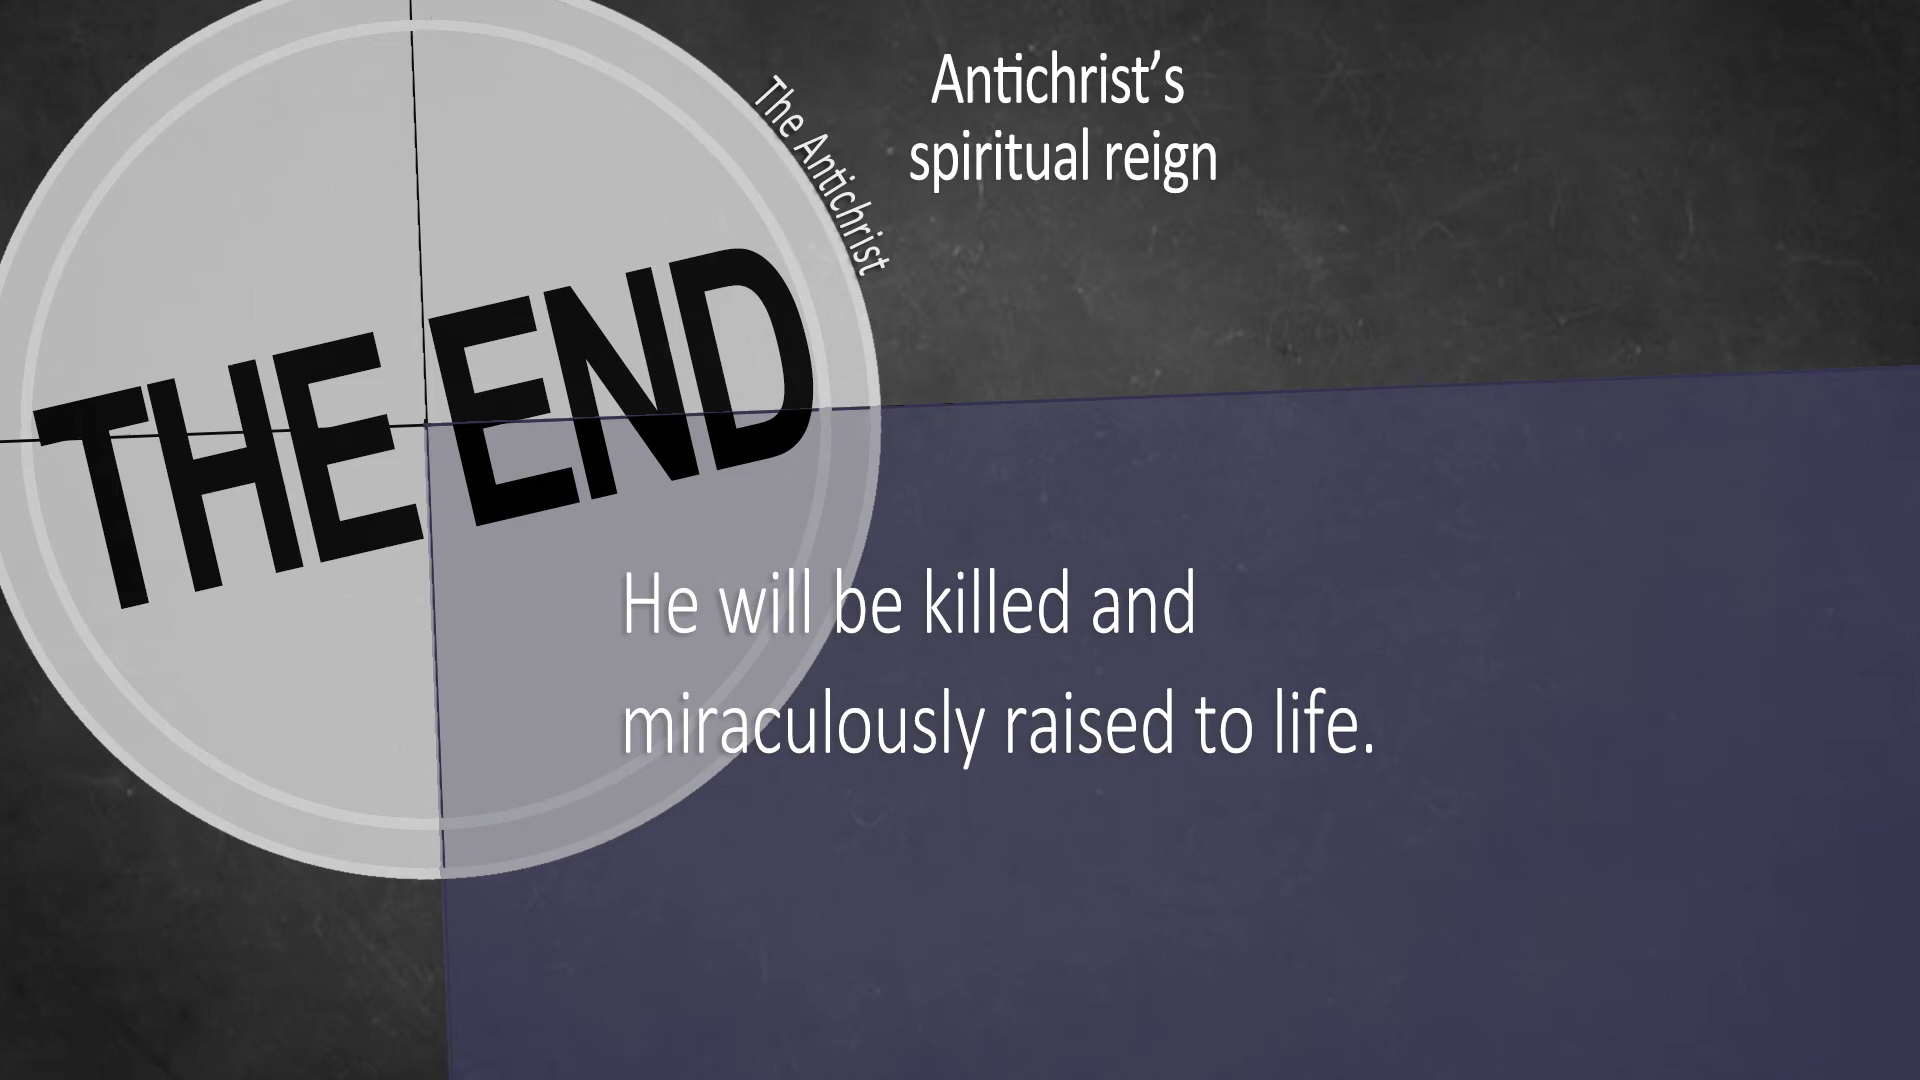 The Antichrist
Antichrist’s
spiritual reign
THE END
He will be killed and
miraculously raised to life.